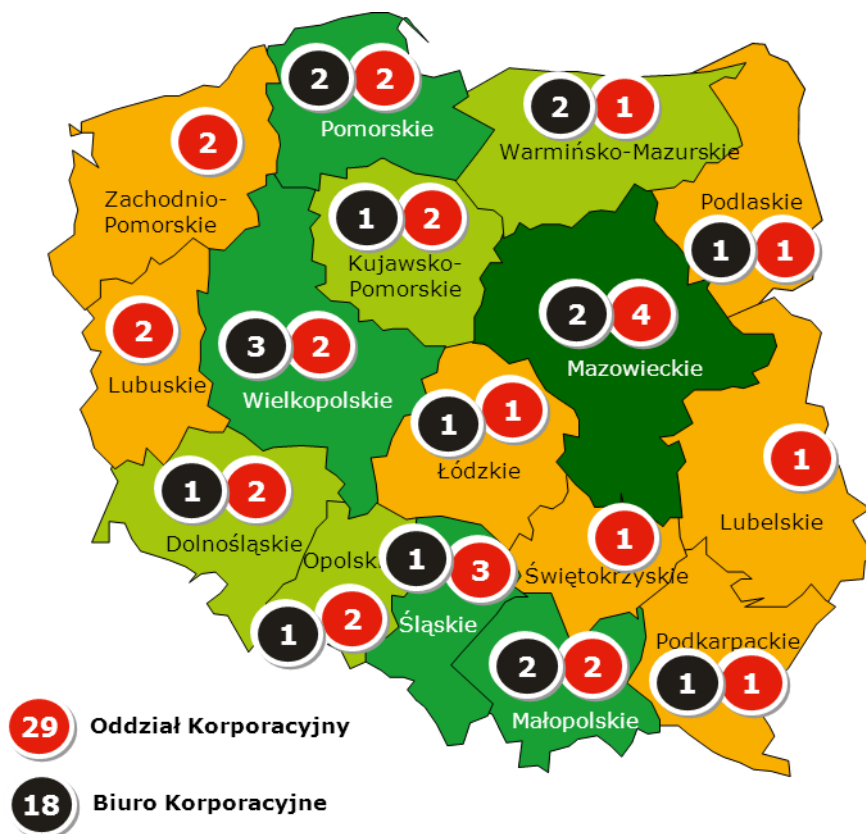 2 2
Pomorskie
2 1
Warmińsko-Mazurskie
2
Zachodnio-
Pomorskie
1 2
Kujawsko-
Pomorskie
Podlaskie
1 1
2 4
Mazowieckie
2
Lubuskie
3 2
Wielkopolskie
1 1
Łódzkie
1
Lubelskie
1 2
Dolnośląskie
Opolsk
1 2
1 3
Śląskie
1
Świętokrzyskie
2 2
Małopolskie
Podkarpackie
1 1
29 Oddział Korporacyjny
18 Biuro Korporacyjne